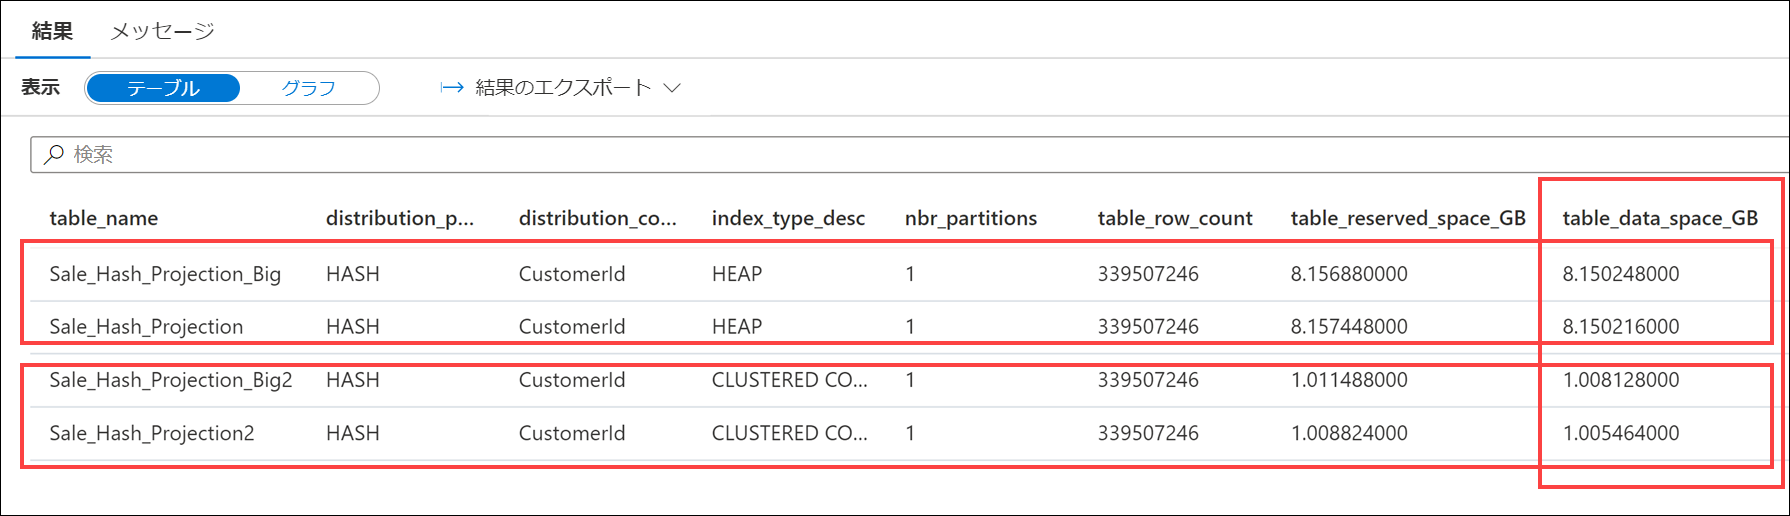 結果 メッセージ
表示 テーブル グラフ 結果のエクスポート
検索
table_name distribution_p... distribution_co... index_type_desc nbr_partitions table_row_count table_reserved_space_GB table_data_space_GB
Sale_Hash_Projection_Big HASH CustomerId HEAP 1 339507246 8.156880000 8.150248000
Sale_Hash_Projection HASH CustomerId HEAP 1 339507246 8.157448000 8.150216000
Sale_Hash_Projection_Big2 HASH CustomerId CLUSTERED CO... 1 339507246 1.011488000 1.008128000
Sale_Hash_Projection2 HASH CustomerId CLUSTERED CO... 1 339507246 1.008824000 1.005464000